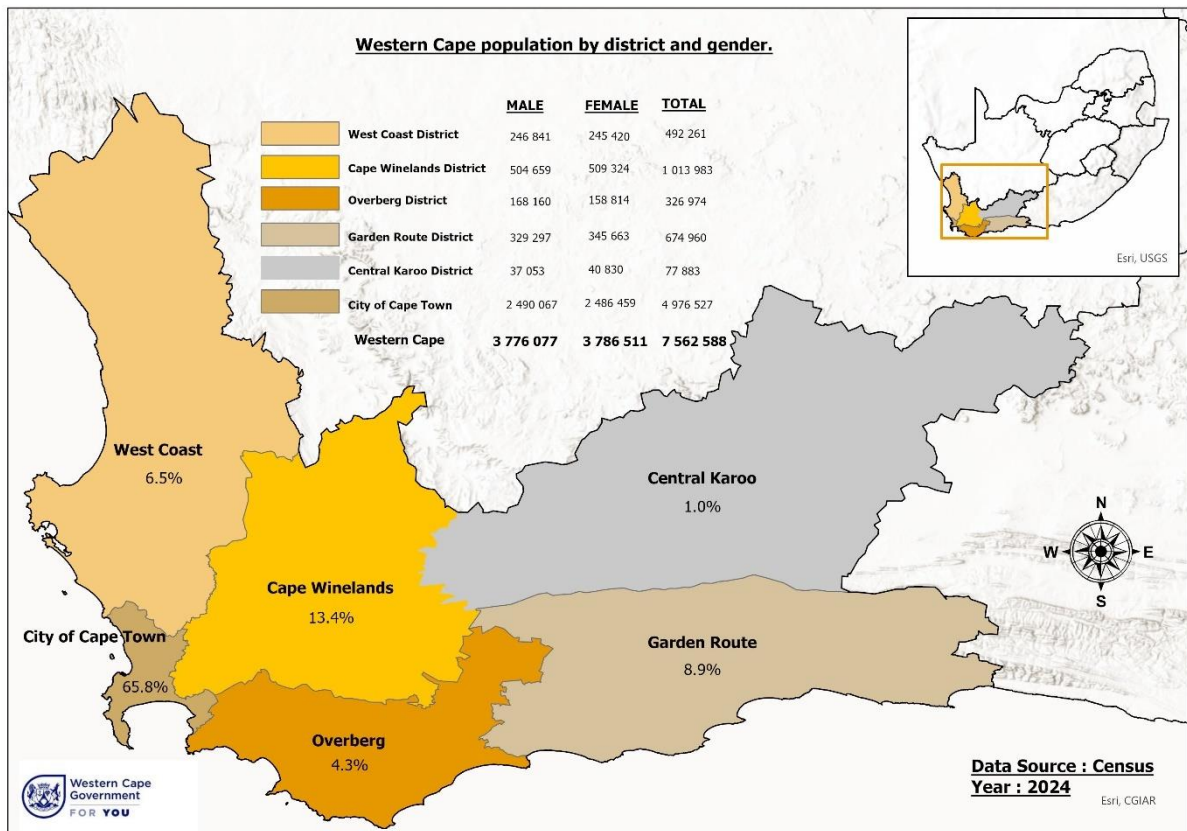 Western Cape population by district and gender.
MALE FEMALE TOTAL
West Coast District 246 841 245 420 492 261
Cape Winelands District 504 659 509 324 1 013 983
Overberg District 168 160 158 814 326 974
Garden Route District 329 297 345 663 674 960
Central Karoo District 37 053 40 830 77 883
City of Cape Town 2 490 067 2 486 459 4 976 527
Western Cape 3 776 077 3 786 511 7 562 588
Esri, USGS
West Coast
6.5%
Central Karoo
1.0%
N
W E
S
Cape Winelands
13.4%
City of Cape Town
65.8%
Garden Route
8.9%
Overberg
4.3%
Western Cape
Government
FOR YOU
Data Source : Census
Year : 2024
Esri, CGIAR